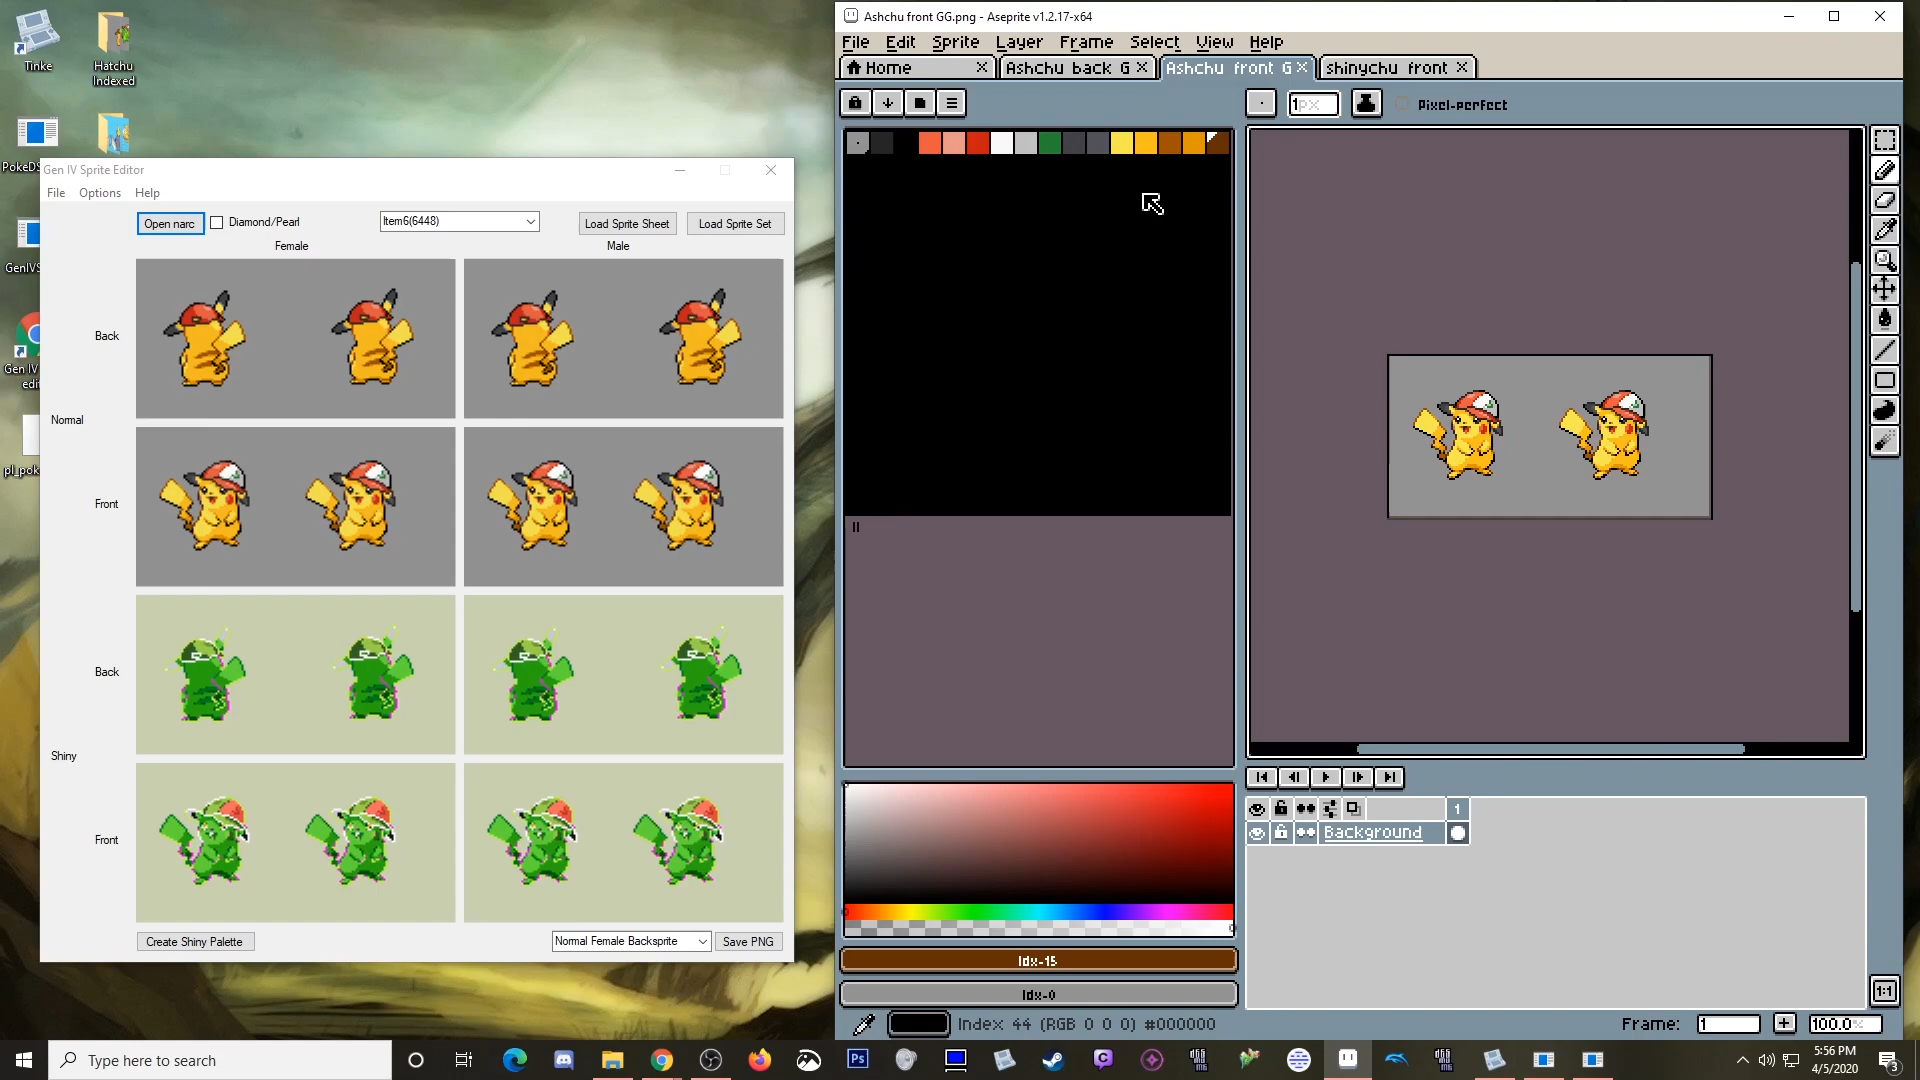 Tinke
Hatchu
Indexed
PokeDS
GenIVS
Gen IV
edi
pl_pok
Gen IV Sprite Editor
File Options Help
Open narc
Diamond/Pearl
Item6(6448)
Load Sprite Sheet
Load Sprite Set
Female
Male
Back
Normal
Front
Back
Shiny
Front
Create Shiny Palette
Normal Female Backsprite
Save PNG
Ashchu front GG.png - Aseprite v1.2.17-x64
File Edit Sprite Layer Frame Select View Help
Home
Ashchu back G
Ashchu front G
shinychu front
1px
Pixel-perfect
1
Background
Idx-15
Idx-0
Index 44 (RGB 0 0 0) #000000
Frame: 1
100.0%
1:1
Type here to search
Ps
5:56 PM
4/5/2020
3